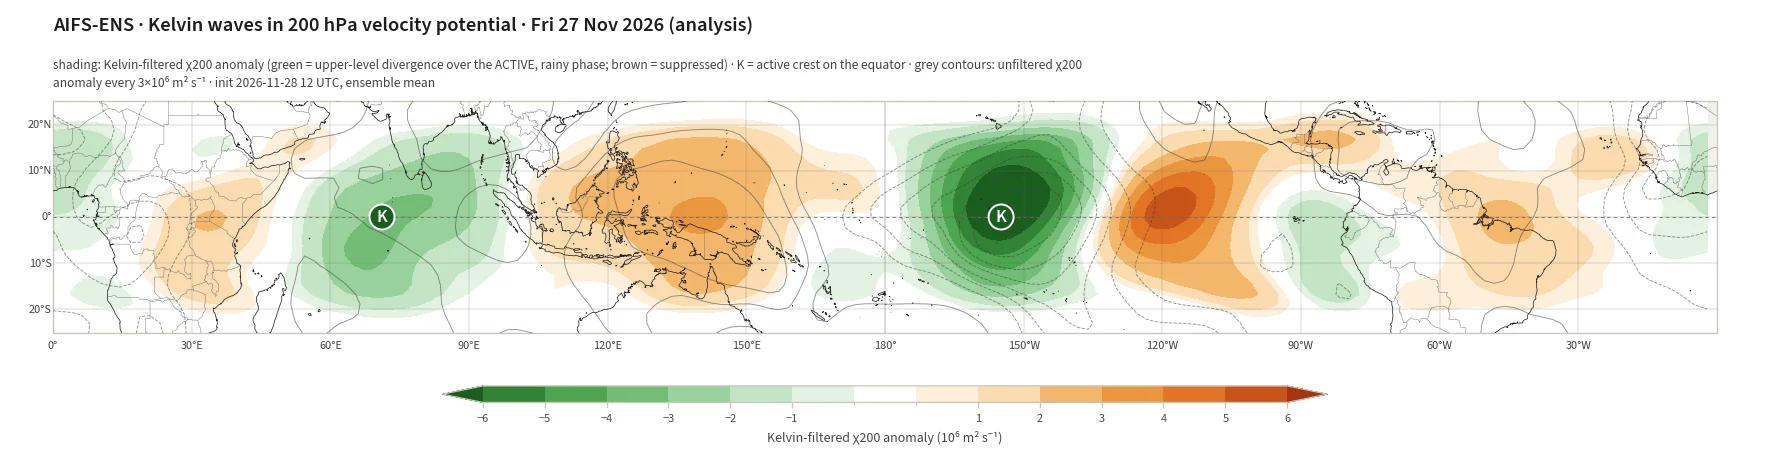 AIFS-ENS · Kelvin waves in 200 hPa velocity potential · Fri 27 Nov 2026 (analysis)
shading: Kelvin-filtered χ200 anomaly (green = upper-level divergence over the ACTIVE, rainy phase; brown = suppressed) · K = active crest on the equator · grey contours: unfiltered χ200
anomaly every 3×10⁶ m² s⁻¹ · init 2026-11-28 12 UTC, ensemble mean
20°N
10°N
0°
10°S
20°S
K
K
0° 30°E 60°E 90°E 120°E 150°E 180° 150°W 120°W 90°W 60°W 30°W
−6 −5 −4 −3 −2 −1 1 2 3 4 5 6
Kelvin-filtered χ200 anomaly (10⁶ m² s⁻¹)